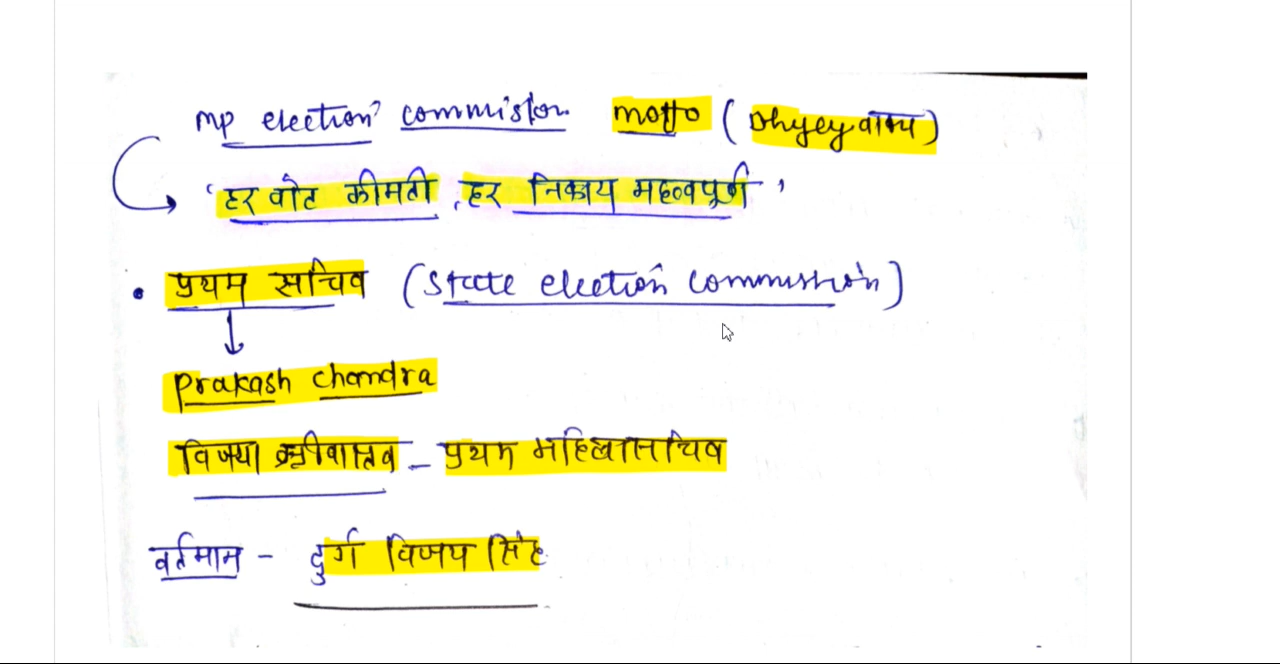 mp election commission motto (Dhyey वाक्य)
'हर वोट कीमती, हर निकाय महत्वपूर्ण'
• प्रथम सचिव (State election commission)
Prakash chandra
विजया श्रीवास्तव - प्रथम महिला सचिव
वर्तमान - दुर्ग विजय सिंह